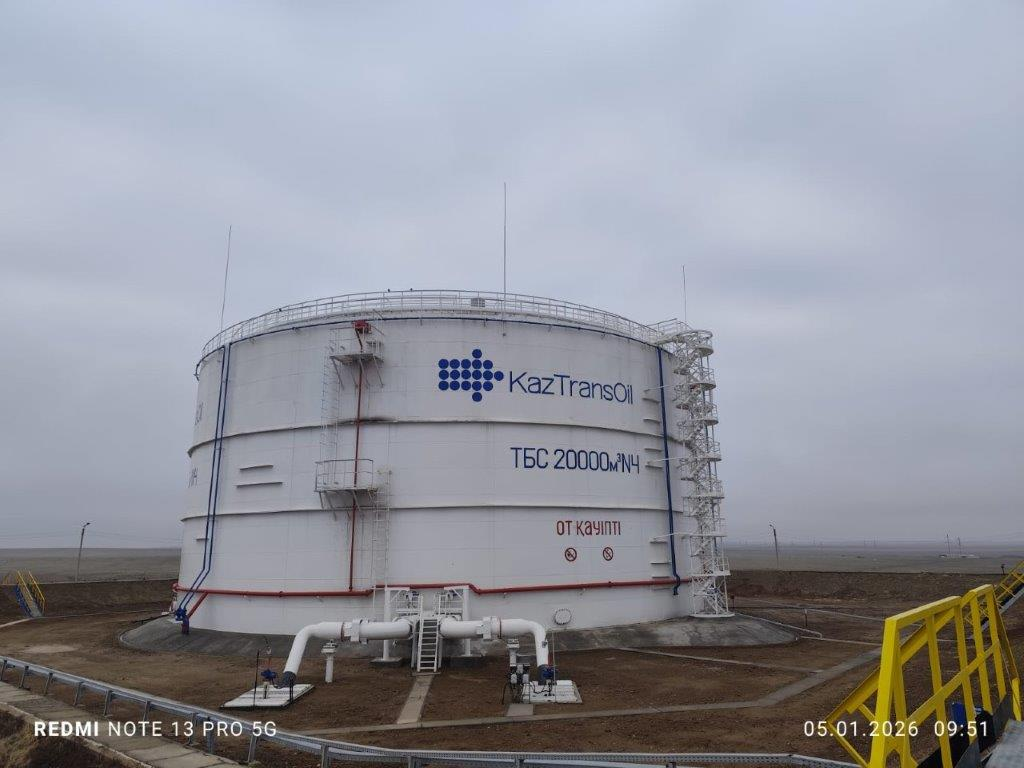 KazTransOil
ТБС 20000м³№4
ОТ ҚАУІПТІ
REDMI NOTE 13 PRO 5G
05.01.2026 09:51